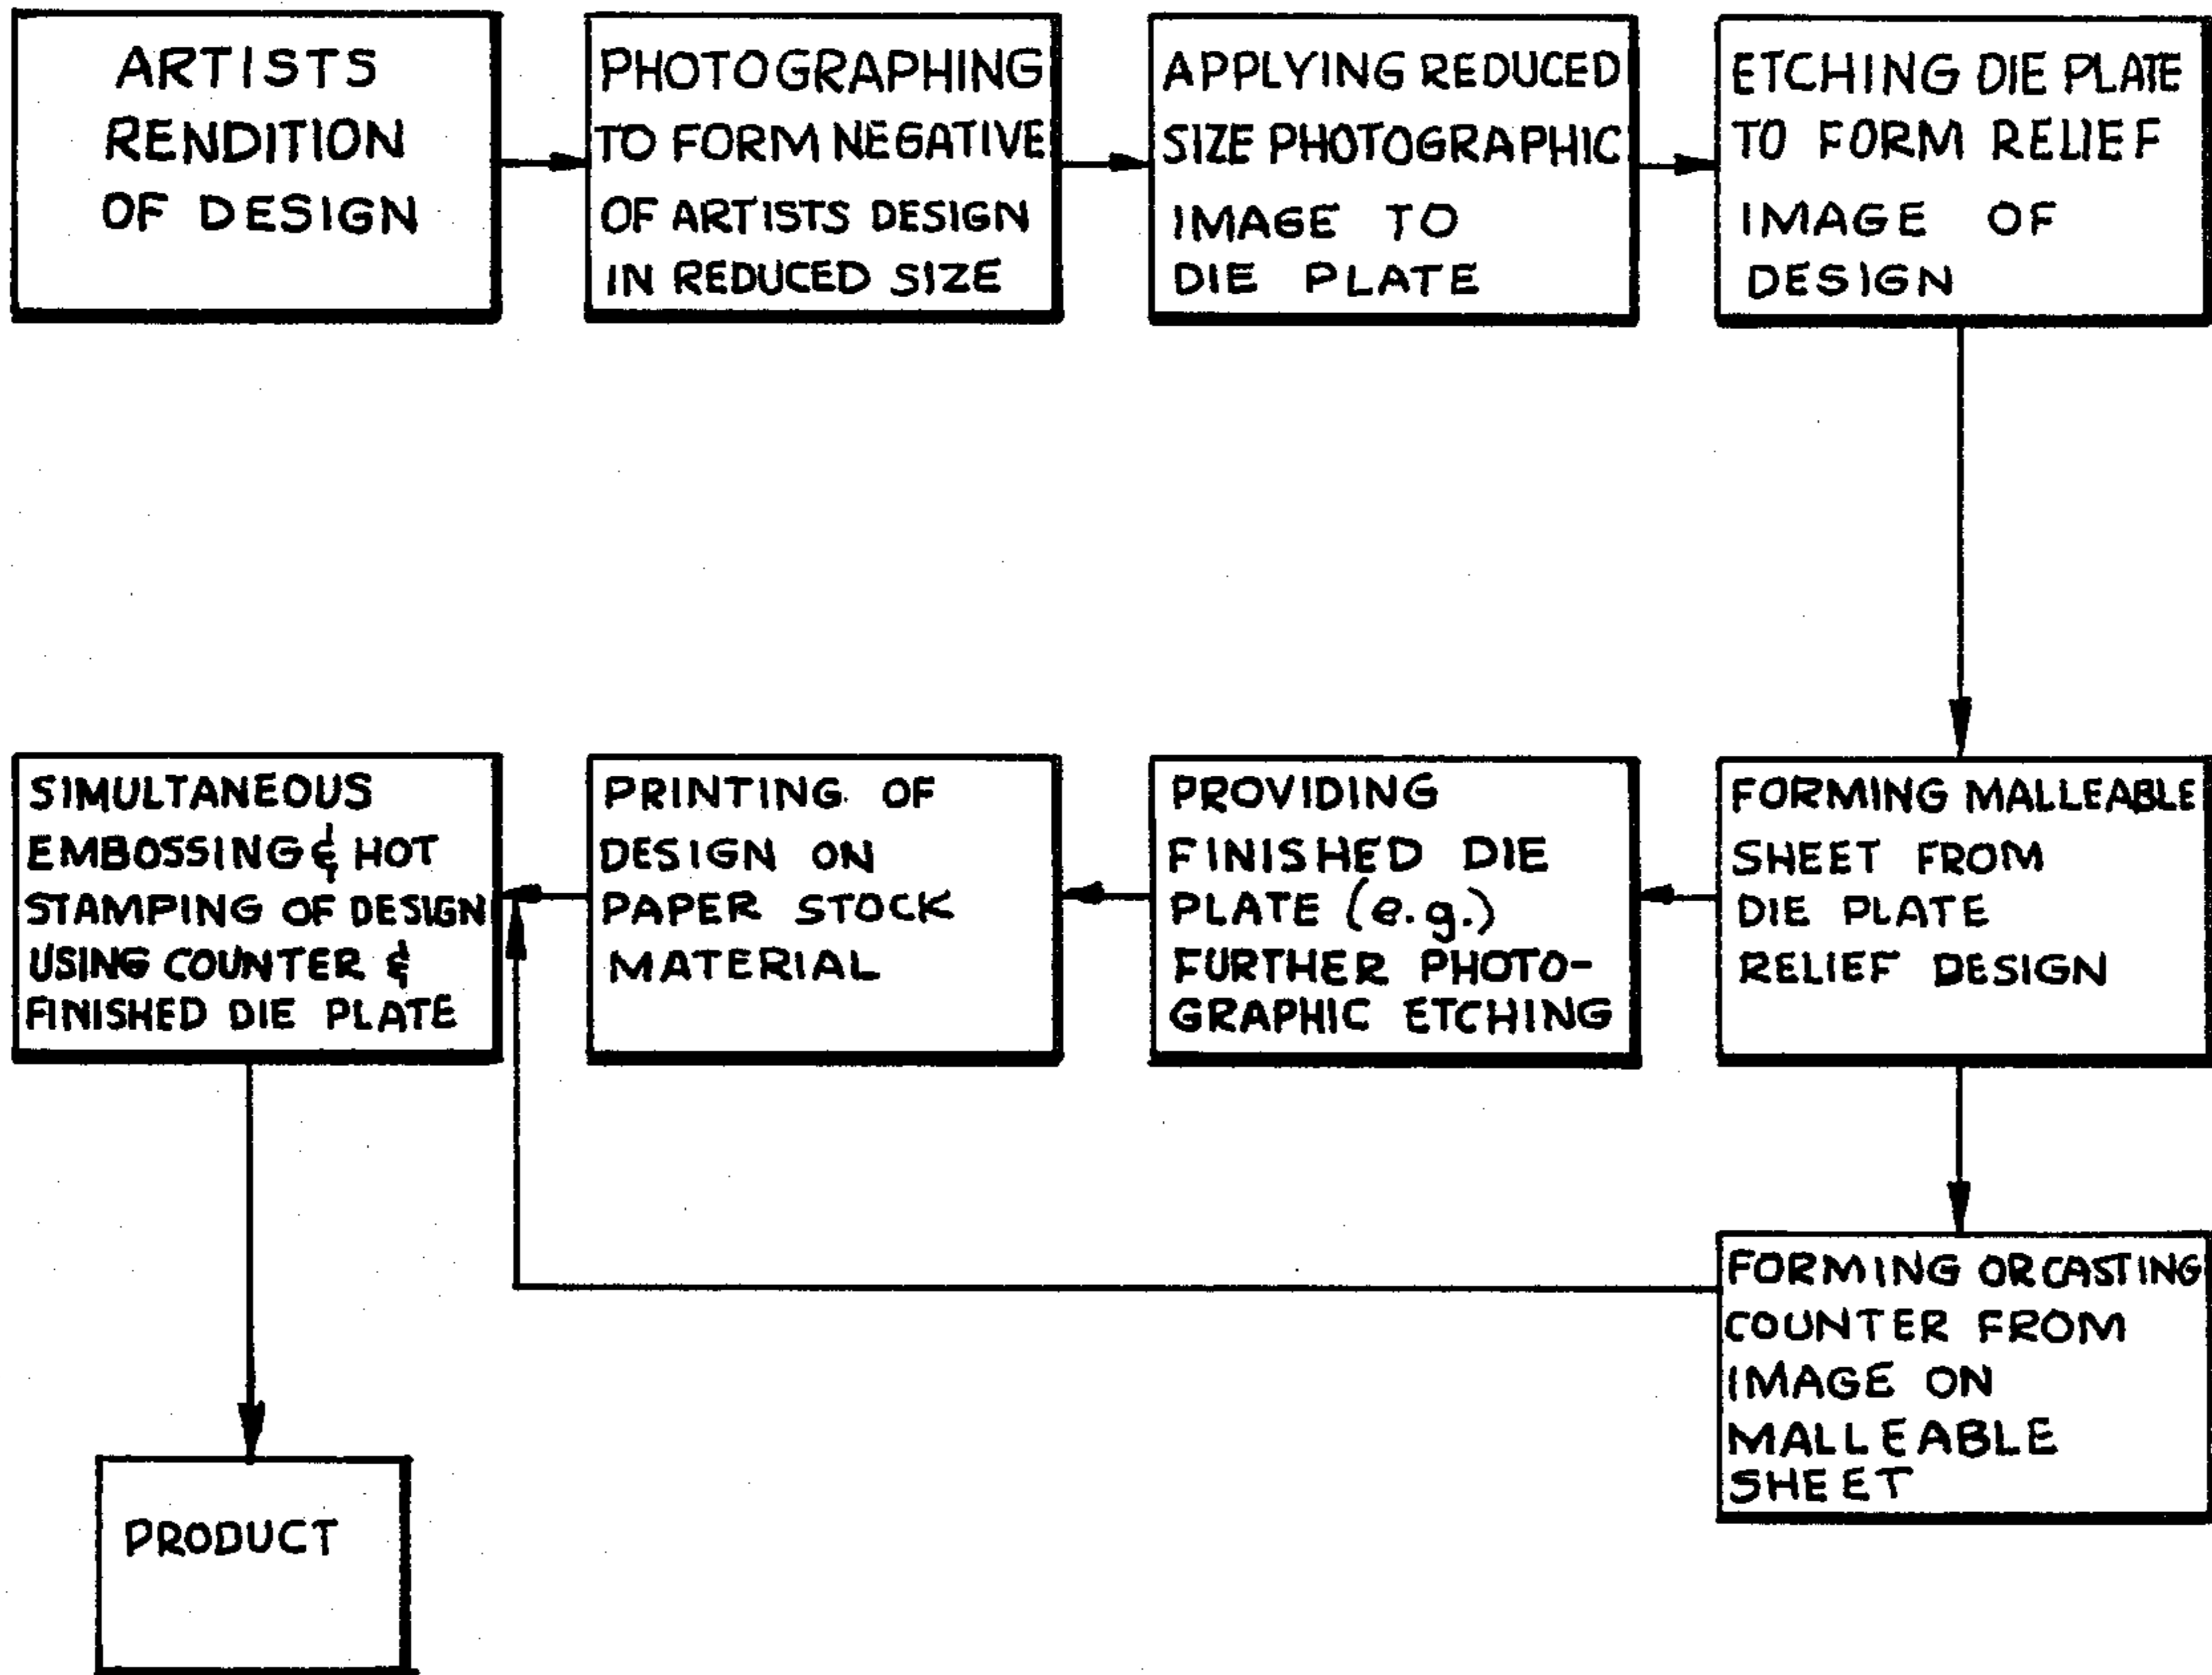 ARTISTS
RENDITION
OF DESIGN
PHOTOGRAPHING
TO FORM NEGATIVE
OF ARTISTS DESIGN
IN REDUCED SIZE
APPLYING REDUCED
SIZE PHOTOGRAPHIC
IMAGE TO
DIE PLATE
ETCHING DIE PLATE
TO FORM RELIEF
IMAGE OF
DESIGN
SIMULTANEOUS
EMBOSSING & HOT
STAMPING OF DESIGN
USING COUNTER &
FINISHED DIE PLATE
PRINTING OF
DESIGN ON
PAPER STOCK
MATERIAL
PROVIDING
FINISHED DIE
PLATE (e.g.)
FURTHER PHOTO-
GRAPHIC ETCHING
FORMING MALLEABLE
SHEET FROM
DIE PLATE
RELIEF DESIGN
FORMING OR CASTING
COUNTER FROM
IMAGE ON
MALLEABLE
SHEET
PRODUCT